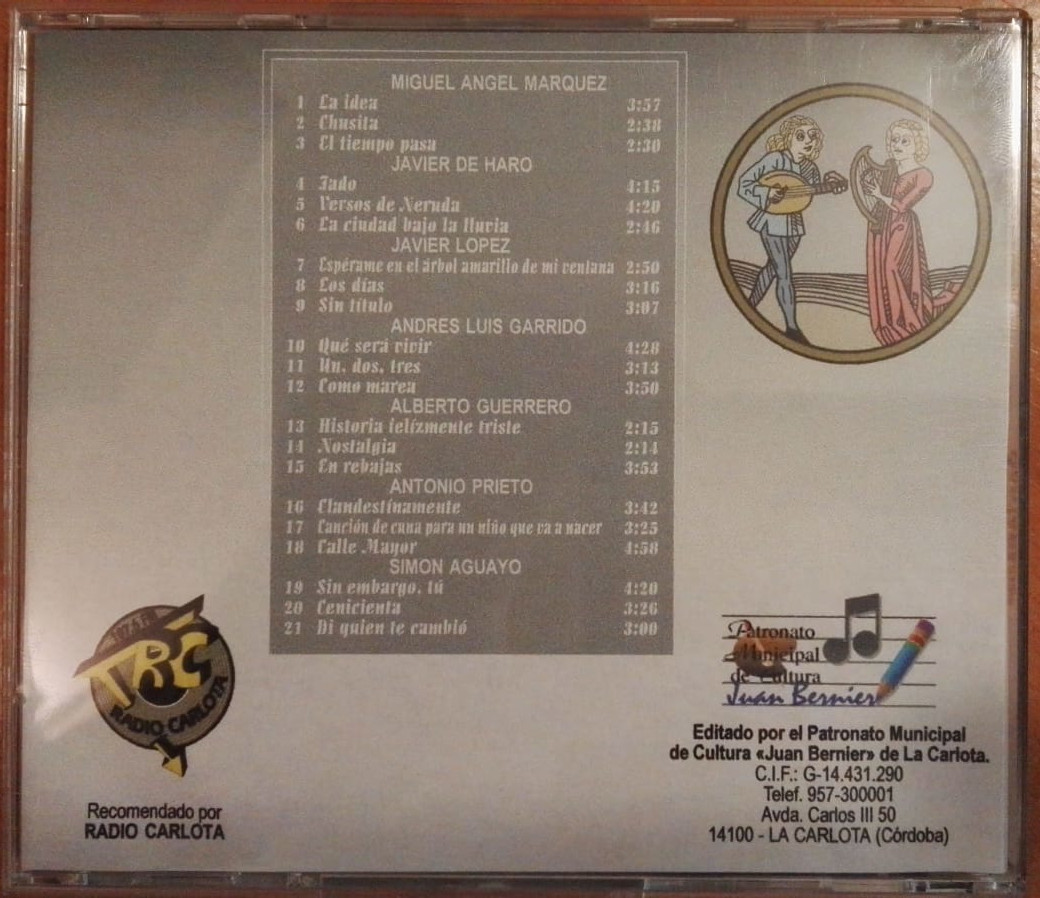 MIGUEL ANGEL MARQUEZ
1 La idea 3:57
2 Chusita 2:38
3 El tiempo pasa 2:30
JAVIER DE HARO
4 Fado 4:15
5 Versos de Neruda 4:20
6 La ciudad bajo la lluvia 2:46
JAVIER LOPEZ
7 Espérame en el árbol amarillo de mi ventana 2:50
8 Los días 3:16
9 Sin título 3:07
ANDRES LUIS GARRIDO
10 Qué será vivir 4:28
11 Un, dos, tres 3:13
12 Como marea 3:50
ALBERTO GUERRERO
13 Historia felízmente triste 2:15
14 Nostalgia 2:14
15 En rebajas 3:53
ANTONIO PRIETO
16 Clandestínamente 3:42
17 Canción de cuna para un niño que va a nacer 3:25
18 Calle Mayor 4:58
SIMON AGUAYO
19 Sin embargo, tú 4:20
20 Cenicienta 3:26
21 Di quien te cambió 3:00
TRC
RADIO CARLOTA
Recomendado por
RADIO CARLOTA
Patronato
Municipal
de Cultura
Juan Bernier
Editado por el Patronato Municipal
de Cultura «Juan Bernier» de La Carlota.
C.I.F.: G-14.431.290
Telef. 957-300001
Avda. Carlos III 50
14100 - LA CARLOTA (Córdoba)